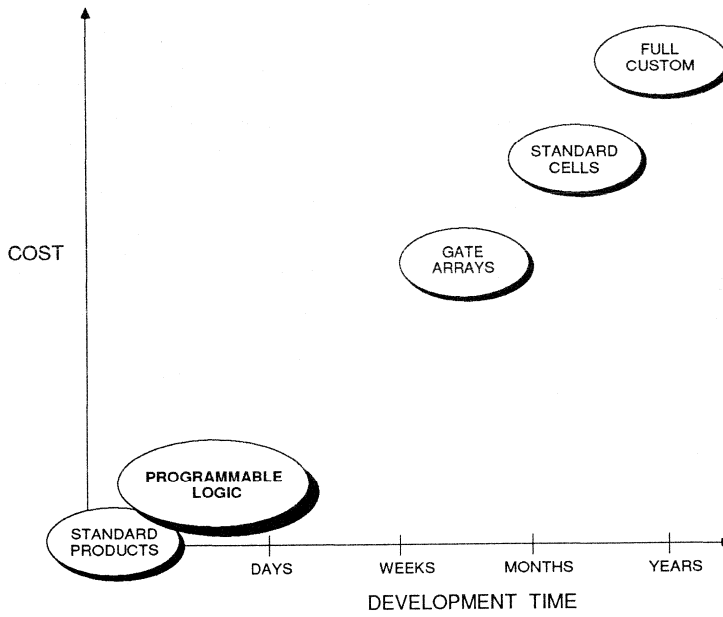 FULL
CUSTOM
STANDARD
CELLS
COST
GATE
ARRAYS
PROGRAMMABLE
LOGIC
STANDARD
PRODUCTS
DAYS
WEEKS
MONTHS
YEARS
DEVELOPMENT TIME